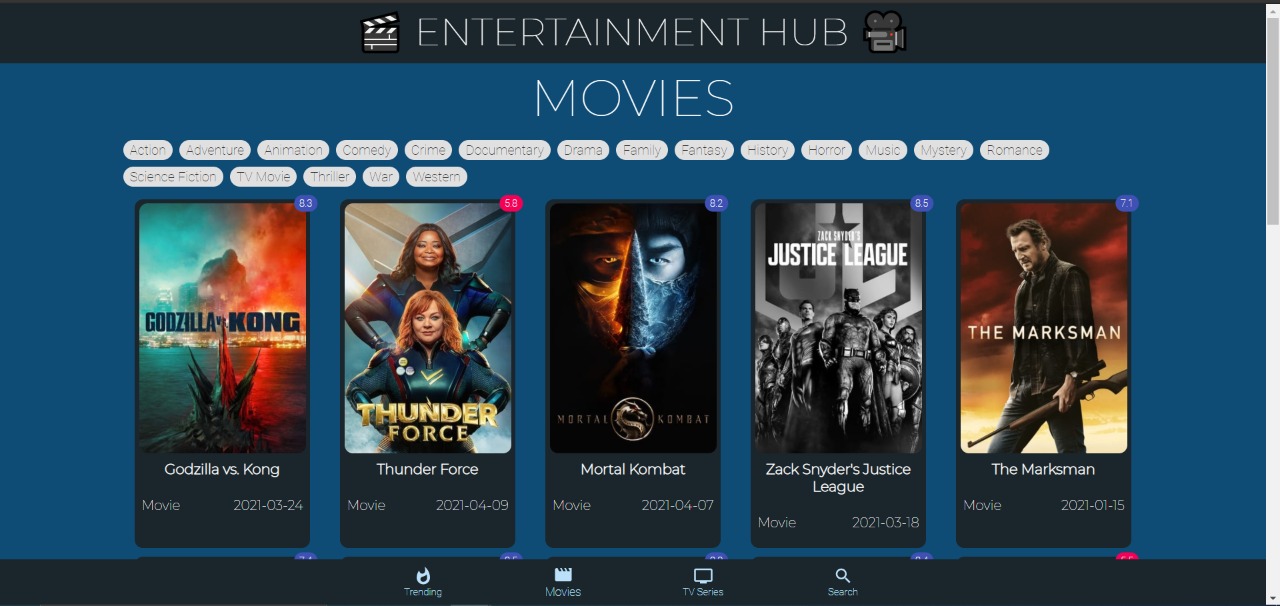 ENTERTAINMENT HUB
MOVIES
Action Adventure Animation Comedy Crime Documentary Drama Family Fantasy History Horror Music Mystery Romance
Science Fiction TV Movie Thriller War Western
8.3 5.8 8.2 8.5 7.1
GODZILLA VS. KONG
THUNDER
FORCE
MORTAL KOMBAT
ZACK SNYDER'S
JUSTICE LEAGUE
THE MARKSMAN
Godzilla vs. Kong
Movie 2021-03-24
Thunder Force
Movie 2021-04-09
Mortal Kombat
Movie 2021-04-07
Zack Snyder's Justice
League
Movie 2021-03-18
The Marksman
Movie 2021-01-15
Trending Movies TV Series Search